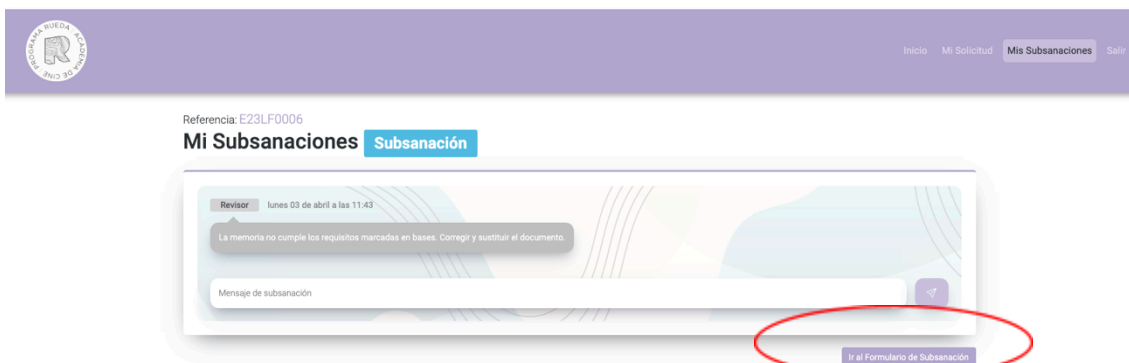 PROGRAMA RUEDA · ACADEMIA DE CINE ·
R
Inicio Mi Solicitud Mis Subsanaciones Salir
Referencia: E23LF0006
Mi Subsanaciones Subsanación
Revisor lunes 03 de abril a las 11:43
La memoria no cumple los requisitos marcadas en bases. Corregir y sustituir el documento.
Mensaje de subsanación
Ir al Formulario de Subsanación